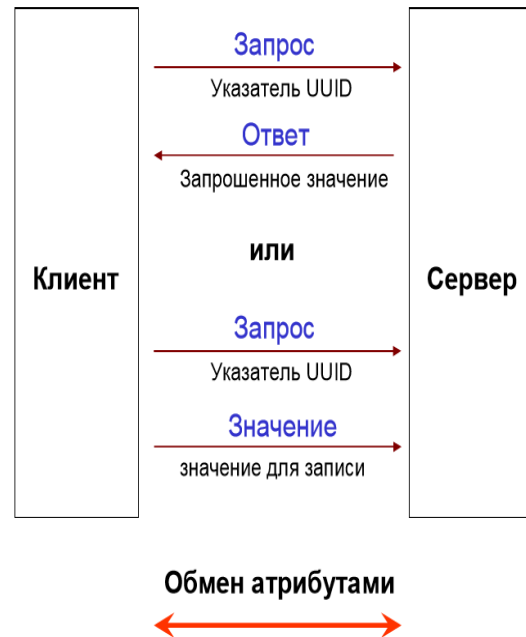 Запрос
Указатель UUID
Ответ
Запрошенное значение
или
Клиент
Сервер
Запрос
Указатель UUID
Значение
значение для записи
Обмен атрибутами